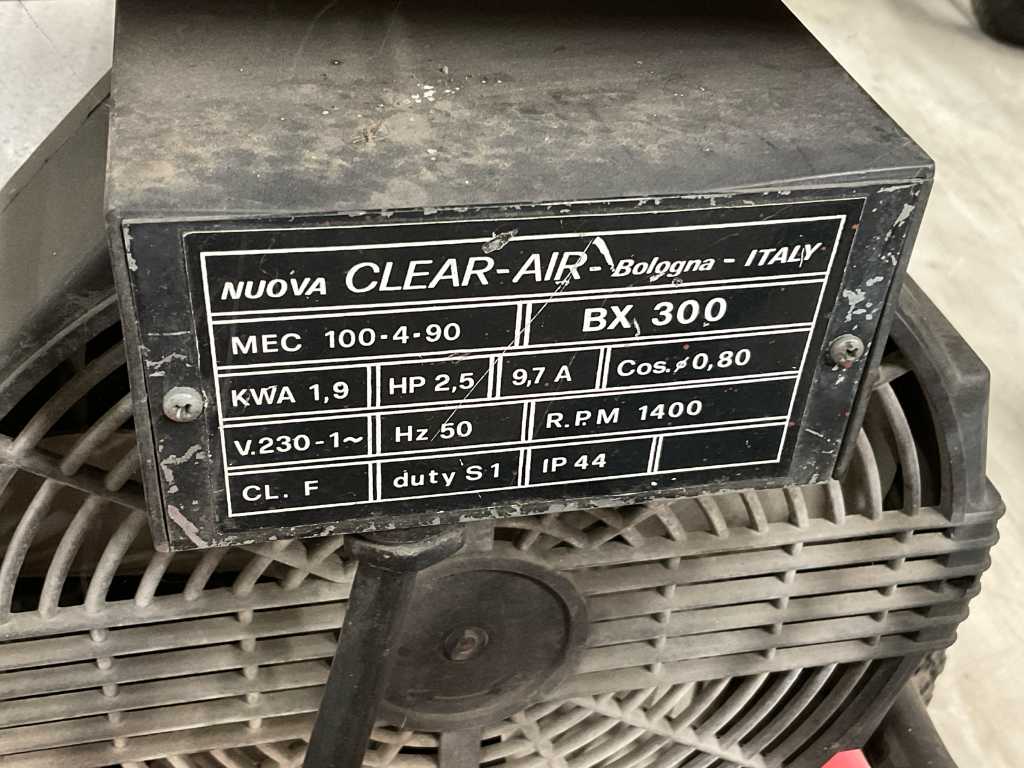 NUOVA CLEAR-AIR- Bologna - ITALY
MEC 100-4-90 BX 300
KWA 1,9 HP 2,5 9,7 A Cos.ø 0,80
V.230-1~ Hz 50 R.P.M 1400
CL. F duty S1 IP 44